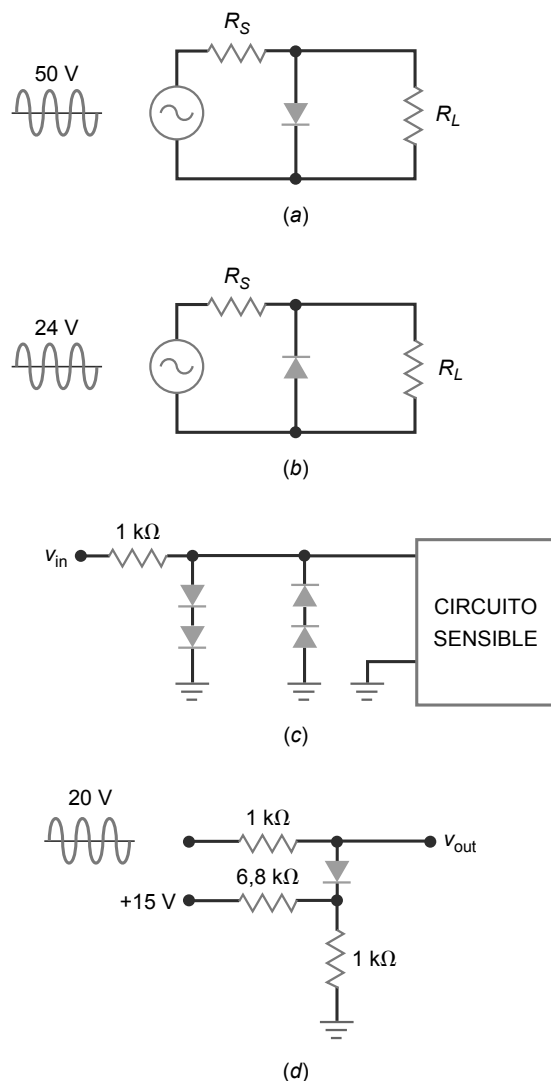 R_S
50 V
R_L
(a)
R_S
24 V
R_L
(b)
1 kΩ
v_in
CIRCUITO
SENSIBLE
(c)
20 V
1 kΩ
v_out
6,8 kΩ
+15 V
1 kΩ
(d)